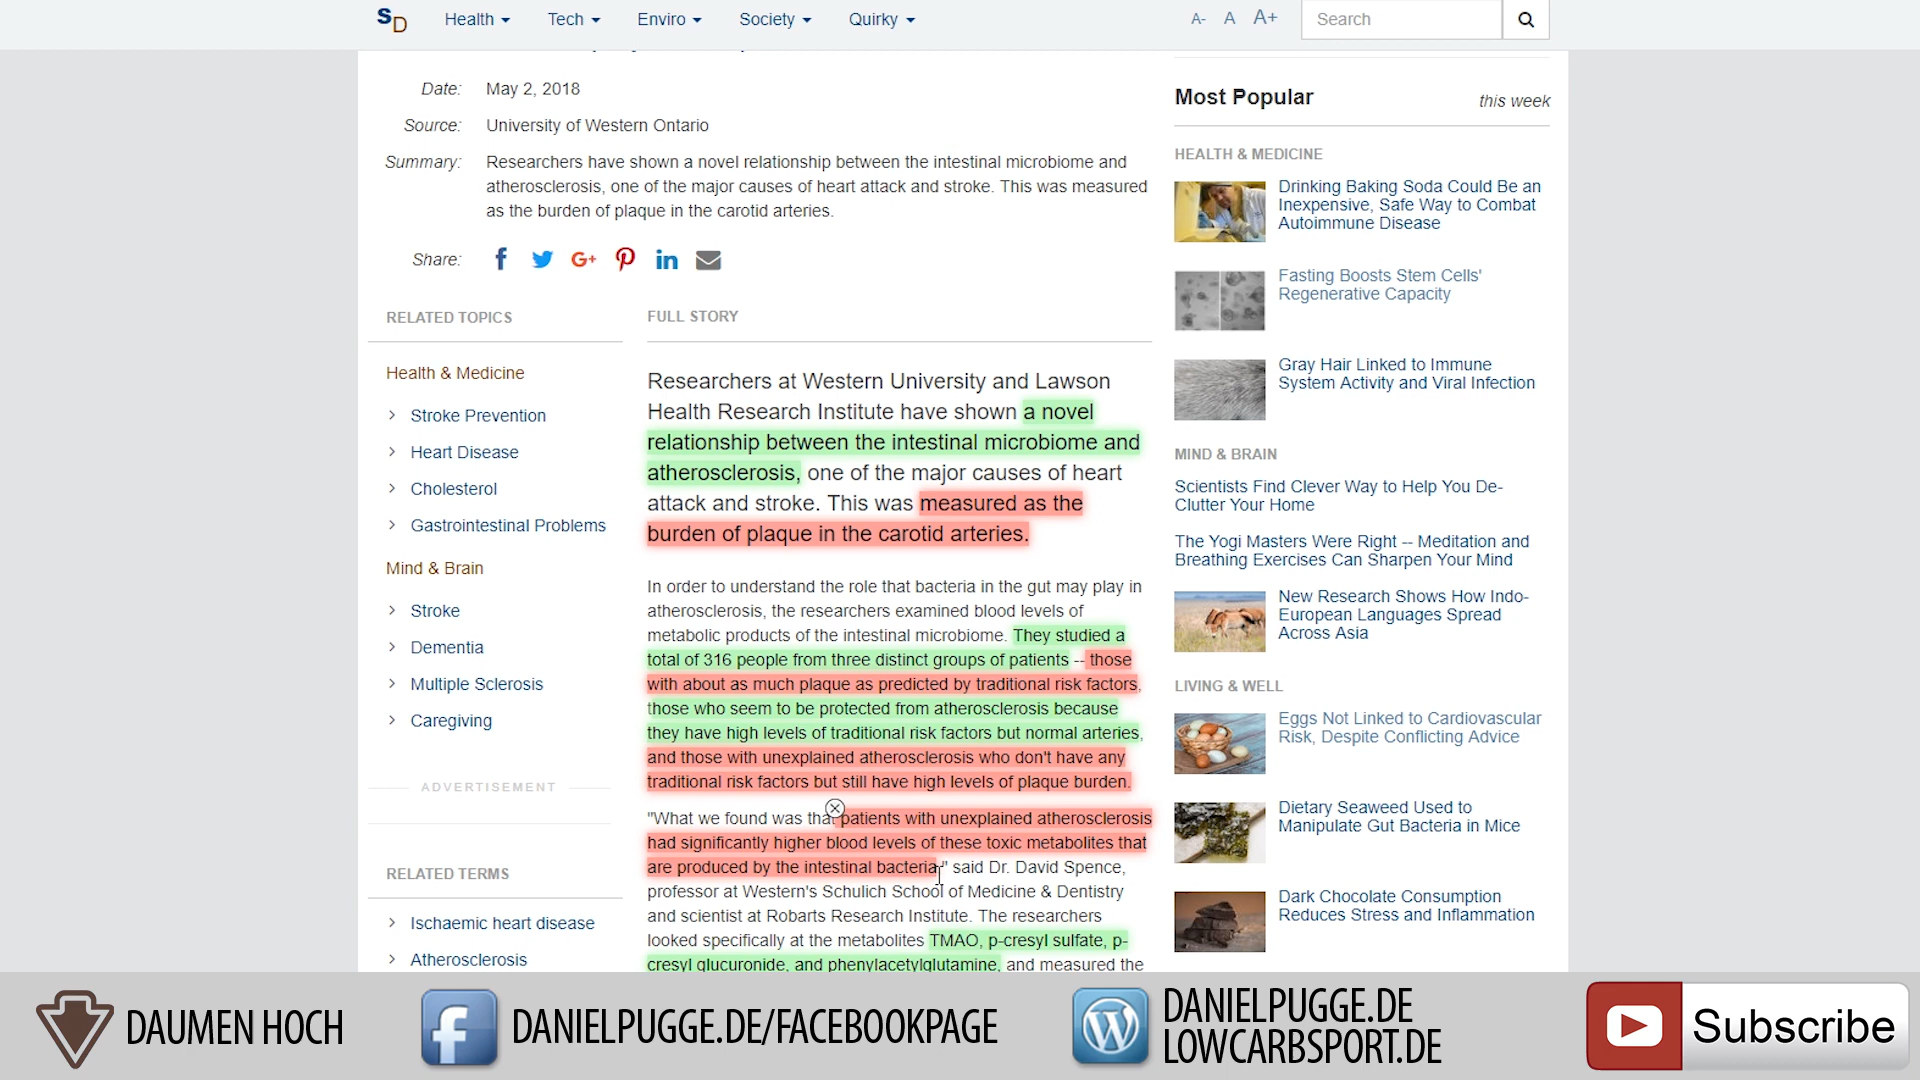 SD
Health
Tech
Enviro
Society
Quirky
A-
A
A+
Search
Date: May 2, 2018
Source: University of Western Ontario
Summary: Researchers have shown a novel relationship between the intestinal microbiome and
atherosclerosis, one of the major causes of heart attack and stroke. This was measured
as the burden of plaque in the carotid arteries.
Share:
RELATED TOPICS
Health & Medicine
Stroke Prevention
Heart Disease
Cholesterol
Gastrointestinal Problems
Mind & Brain
Stroke
Dementia
Multiple Sclerosis
Caregiving
ADVERTISEMENT
RELATED TERMS
Ischaemic heart disease
Atherosclerosis
FULL STORY
Researchers at Western University and Lawson
Health Research Institute have shown a novel
relationship between the intestinal microbiome and
atherosclerosis, one of the major causes of heart
attack and stroke. This was measured as the
burden of plaque in the carotid arteries.
In order to understand the role that bacteria in the gut may play in
atherosclerosis, the researchers examined blood levels of
metabolic products of the intestinal microbiome. They studied a
total of 316 people from three distinct groups of patients -- those
with about as much plaque as predicted by traditional risk factors,
those who seem to be protected from atherosclerosis because
they have high levels of traditional risk factors but normal arteries,
and those with unexplained atherosclerosis who don't have any
traditional risk factors but still have high levels of plaque burden.
"What we found was that patients with unexplained atherosclerosis
had significantly higher blood levels of these toxic metabolites that
are produced by the intestinal bacteria," said Dr. David Spence,
professor at Western's Schulich School of Medicine & Dentistry
and scientist at Robarts Research Institute. The researchers
looked specifically at the metabolites TMAO, p-cresyl sulfate, p-
cresyl glucuronide, and phenylacetylglutamine, and measured the
Most Popular
this week
HEALTH & MEDICINE
Drinking Baking Soda Could Be an
Inexpensive, Safe Way to Combat
Autoimmune Disease
Fasting Boosts Stem Cells'
Regenerative Capacity
Gray Hair Linked to Immune
System Activity and Viral Infection
MIND & BRAIN
Scientists Find Clever Way to Help You De-
Clutter Your Home
The Yogi Masters Were Right -- Meditation and
Breathing Exercises Can Sharpen Your Mind
New Research Shows How Indo-
European Languages Spread
Across Asia
LIVING & WELL
Eggs Not Linked to Cardiovascular
Risk, Despite Conflicting Advice
Dietary Seaweed Used to
Manipulate Gut Bacteria in Mice
Dark Chocolate Consumption
Reduces Stress and Inflammation
DAUMEN HOCH
DANIELPUGGE.DE/FACEBOOKPAGE
DANIELPUGGE.DE
LOWCARBSPORT.DE
Subscribe